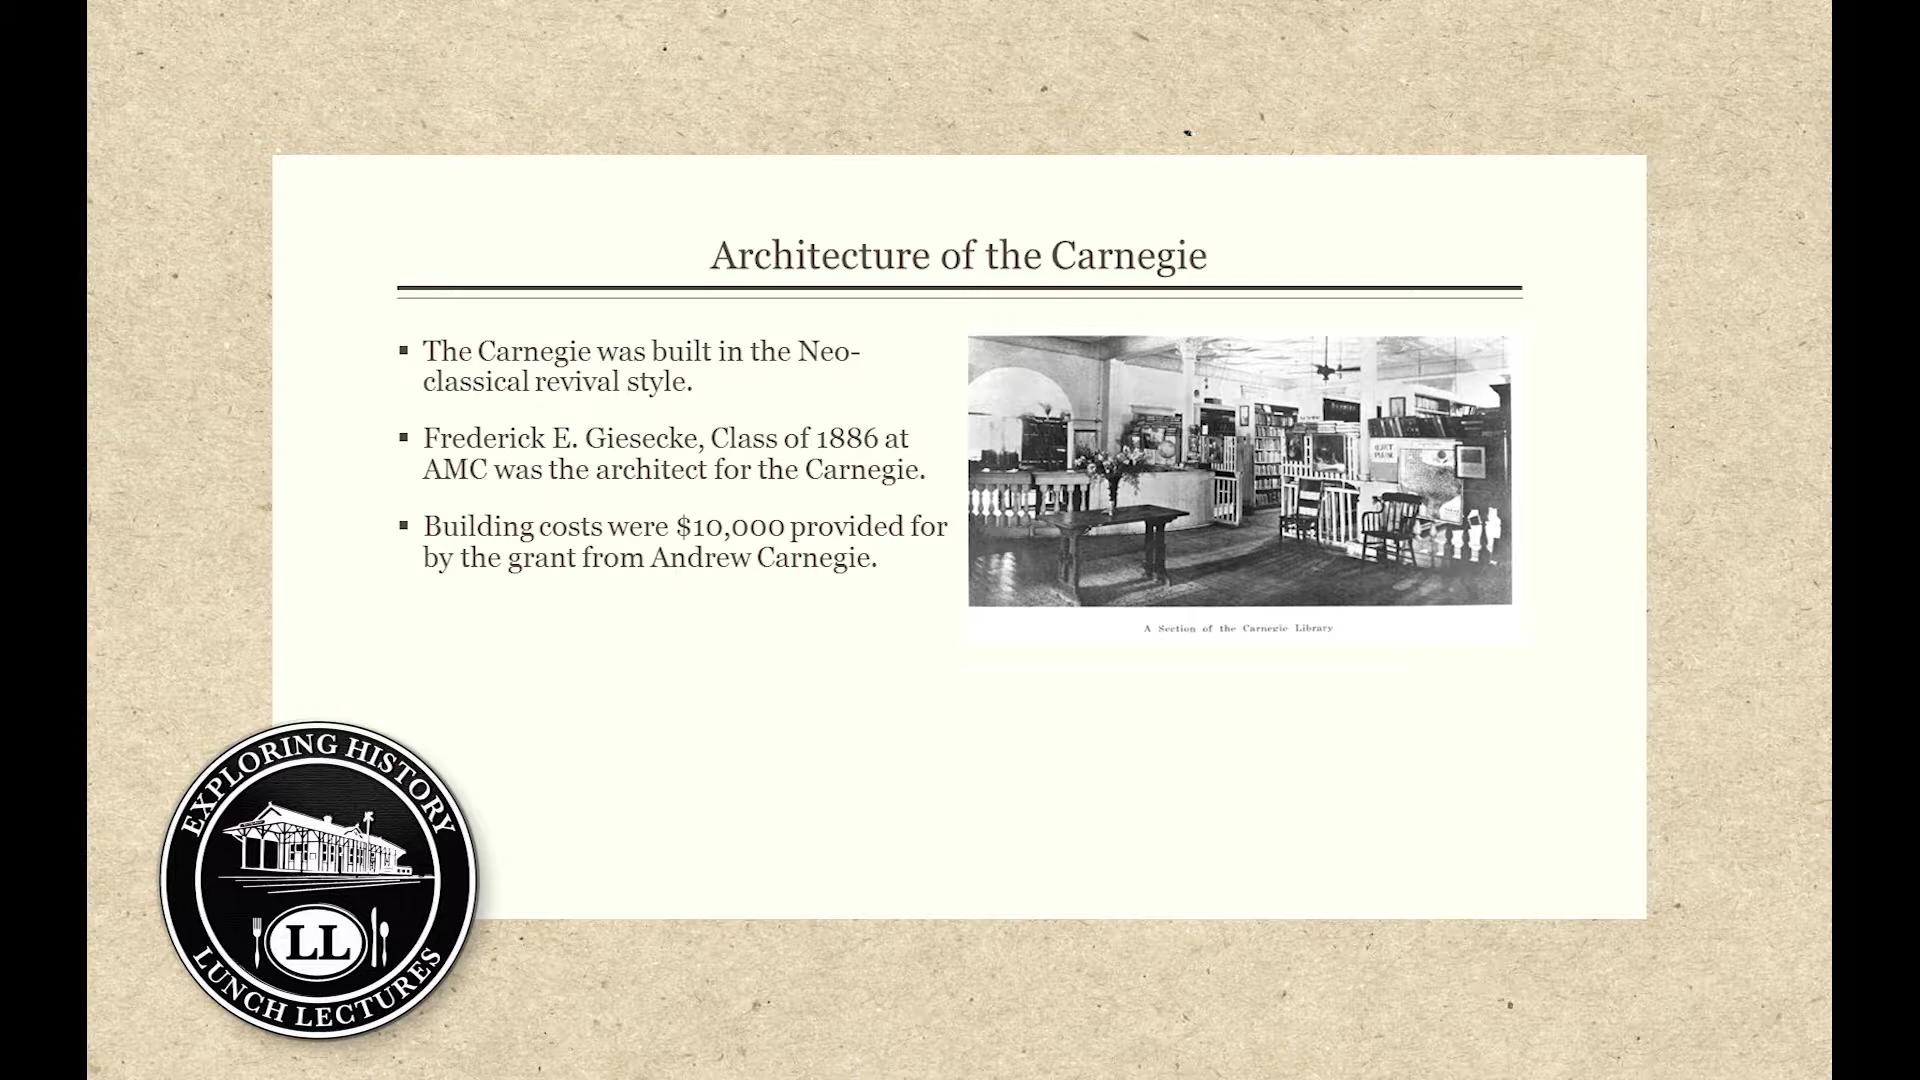 Architecture of the Carnegie
▪ The Carnegie was built in the Neo-
classical revival style.
▪ Frederick E. Giesecke, Class of 1886 at
AMC was the architect for the Carnegie.
▪ Building costs were $10,000 provided for
by the grant from Andrew Carnegie.
A Section of the Carnegie Library
EXPLORING HISTORY
LL
LUNCH LECTURES